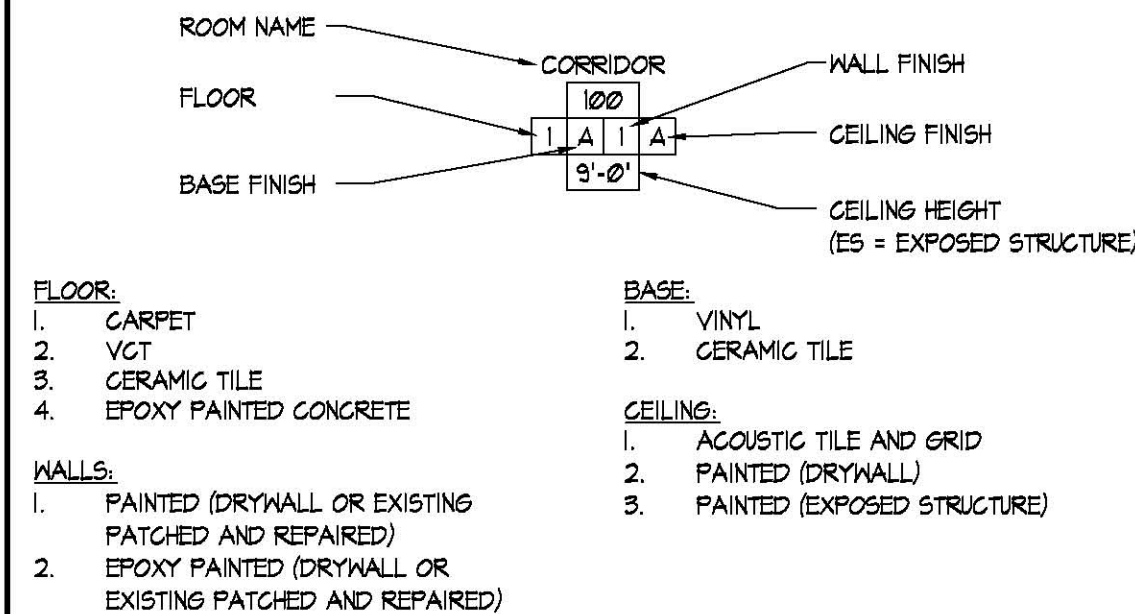 ROOM NAME
CORRIDOR
WALL FINISH
FLOOR
100
1 A 1 A
CEILING FINISH
BASE FINISH
9'-0'
CEILING HEIGHT
(ES = EXPOSED STRUCTURE)
FLOOR:
1. CARPET
2. VCT
3. CERAMIC TILE
4. EPOXY PAINTED CONCRETE
WALLS:
1. PAINTED (DRYWALL OR EXISTING
PATCHED AND REPAIRED)
2. EPOXY PAINTED (DRYWALL OR
EXISTING PATCHED AND REPAIRED)
BASE:
1. VINYL
2. CERAMIC TILE
CEILING:
1. ACOUSTIC TILE AND GRID
2. PAINTED (DRYWALL)
3. PAINTED (EXPOSED STRUCTURE)